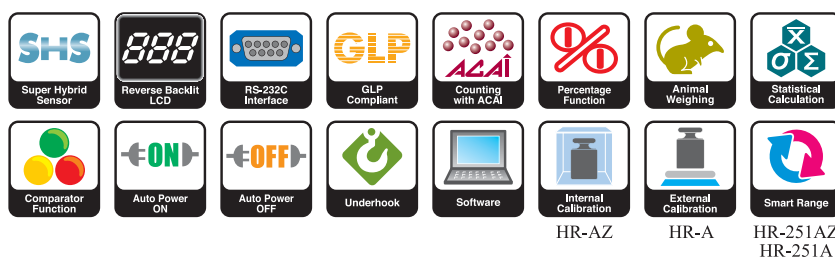 SHS
Super Hybrid
Sensor
888
Reverse Backlit
LCD
RS-232C
Interface
GLP
GLP
Compliant
ACAÎ
Counting
with ACAÎ
%
Percentage
Function
Animal
Weighing
X̄
σ Σ
Statistical
Calculation
Comparator
Function
ON
Auto Power
ON
OFF
Auto Power
OFF
Underhook
Software
Internal
Calibration
HR-AZ
External
Calibration
HR-A
Smart Range
HR-251AZ
HR-251A